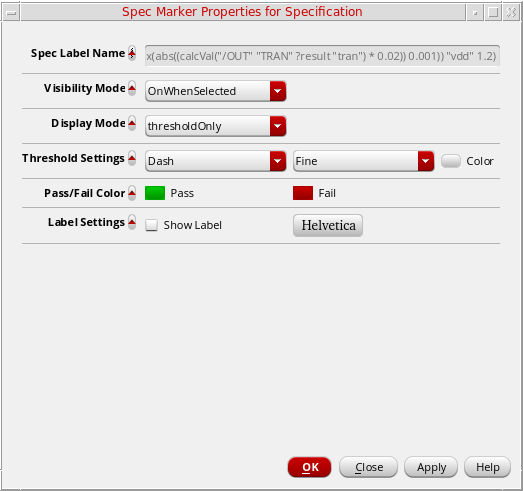 Spec Marker Properties for Specification
Spec Label Name x(abs((calcVal("/OUT" "TRAN" ?result "tran") * 0.02)) 0.001)) "vdd" 1.2)
Visibility Mode OnWhenSelected
Display Mode thresholdOnly
Threshold Settings Dash Fine Color
Pass/Fail Color Pass Fail
Label Settings Show Label Helvetica
OK Close Apply Help